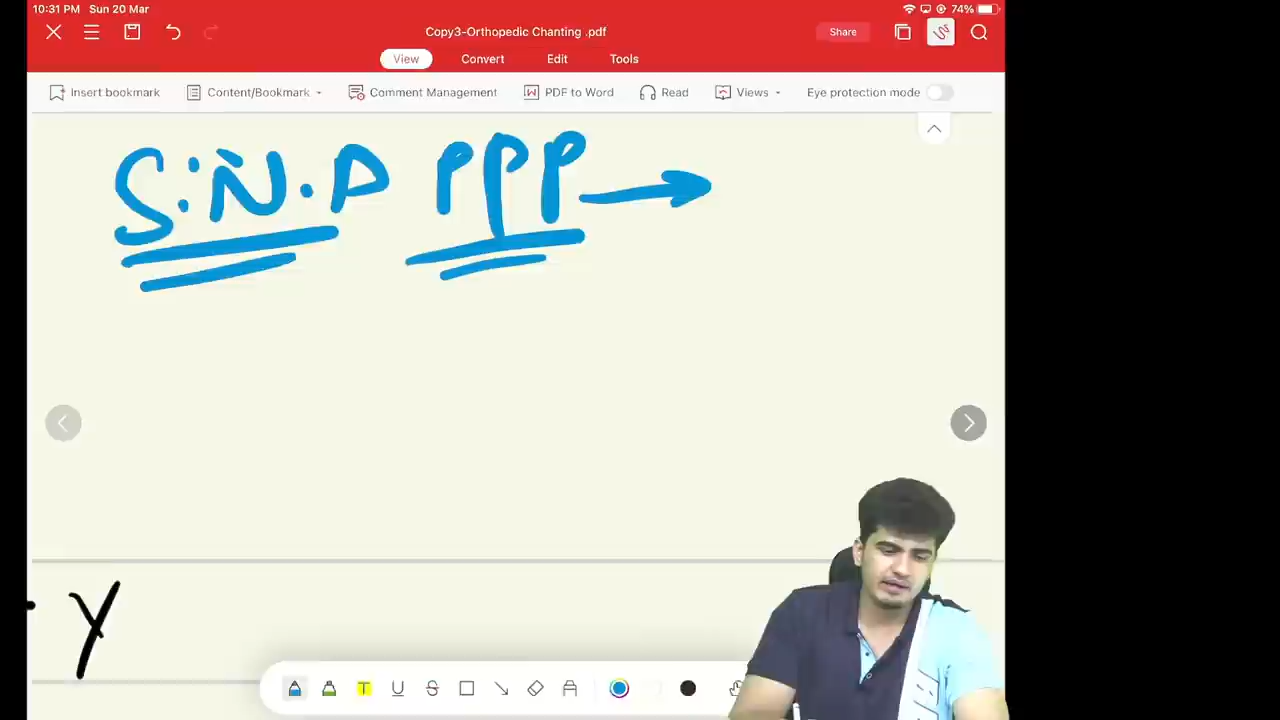 10:31 PM Sun 20 Mar 74%
Copy3-Orthopedic Chanting .pdf
Share
View Convert Edit Tools
Insert bookmark Content/Bookmark Comment Management PDF to Word Read Views Eye protection mode
S.N.D PPP →
Y
T U S